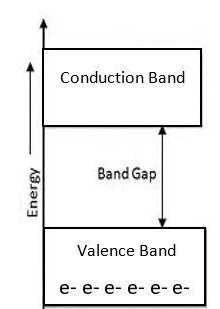 Conduction Band
Energy
Band Gap
Valence Band
e- e- e- e- e- e-